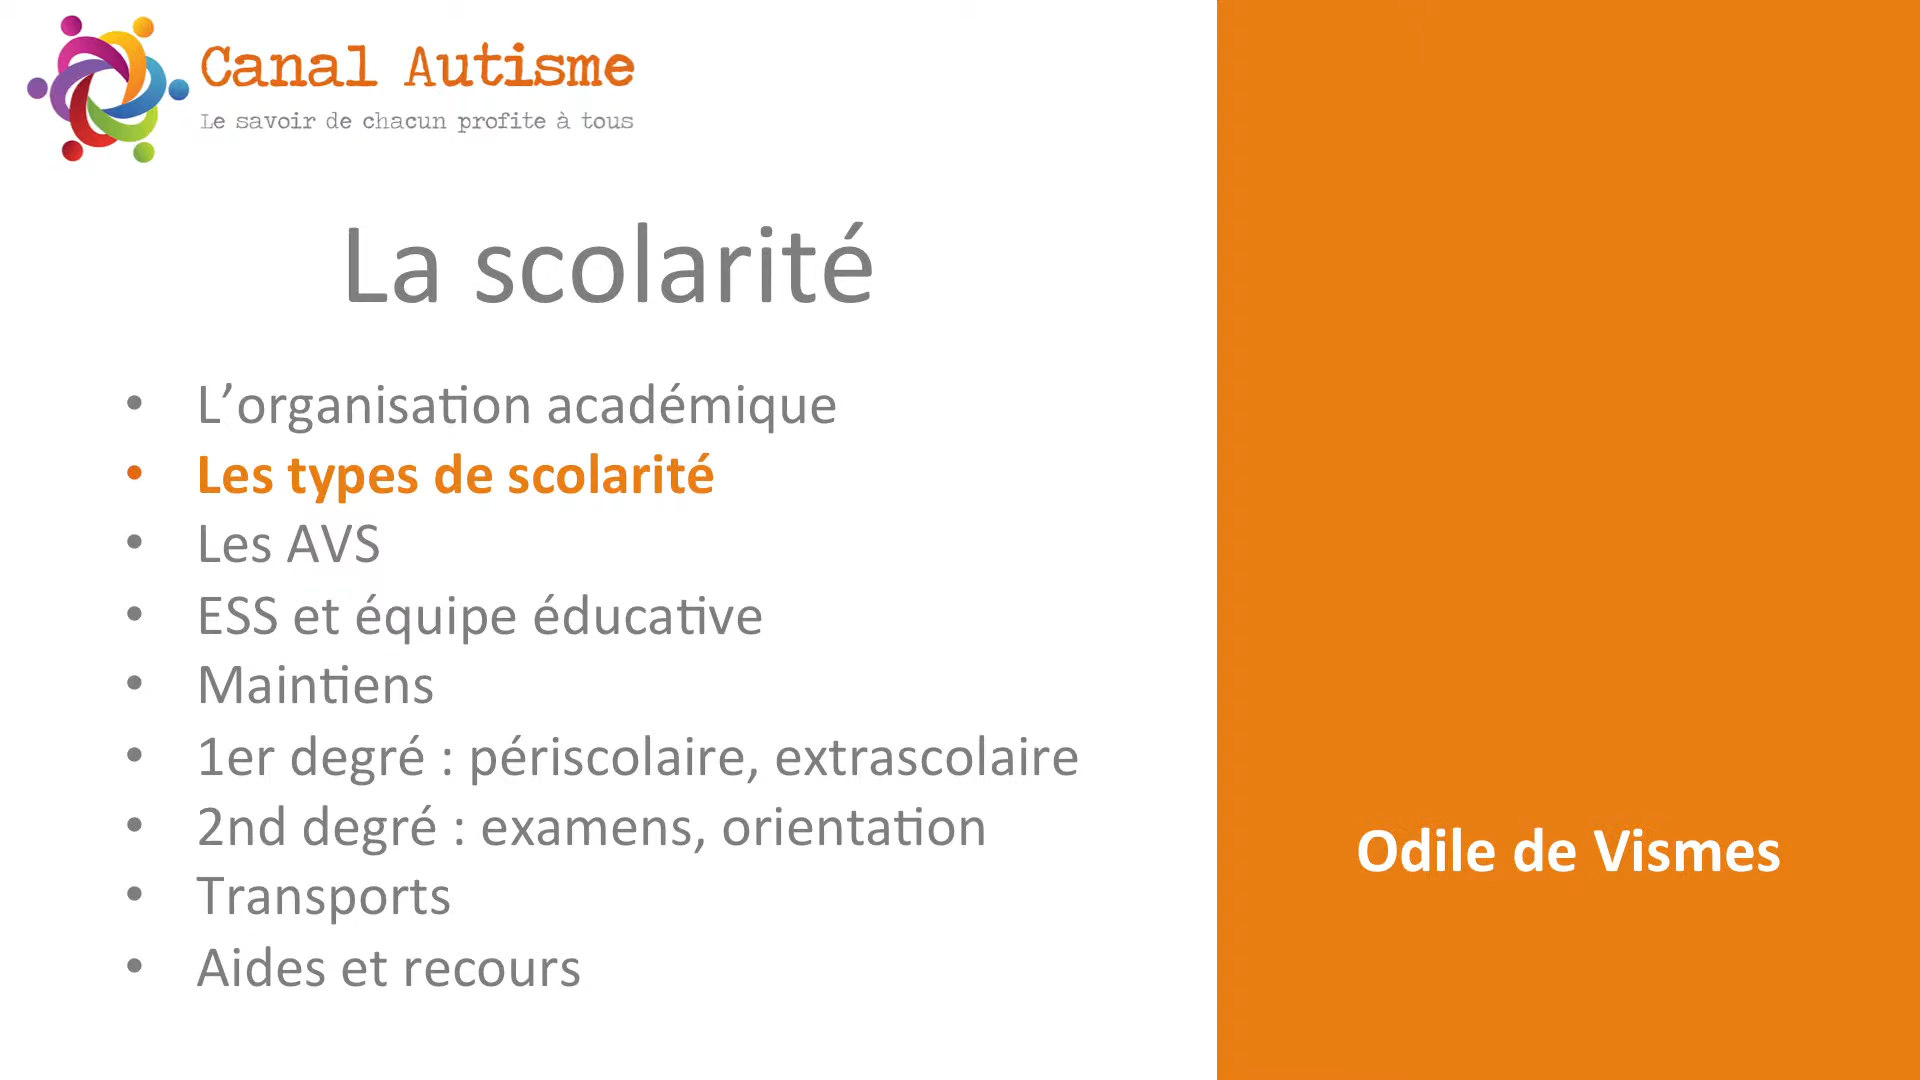 Canal Autisme
Le savoir de chacun profite à tous
La scolarité
• L’organisation académique
• Les types de scolarité
• Les AVS
• ESS et équipe éducative
• Maintiens
• 1er degré : périscolaire, extrascolaire
• 2nd degré : examens, orientation
• Transports
• Aides et recours
Odile de Vismes